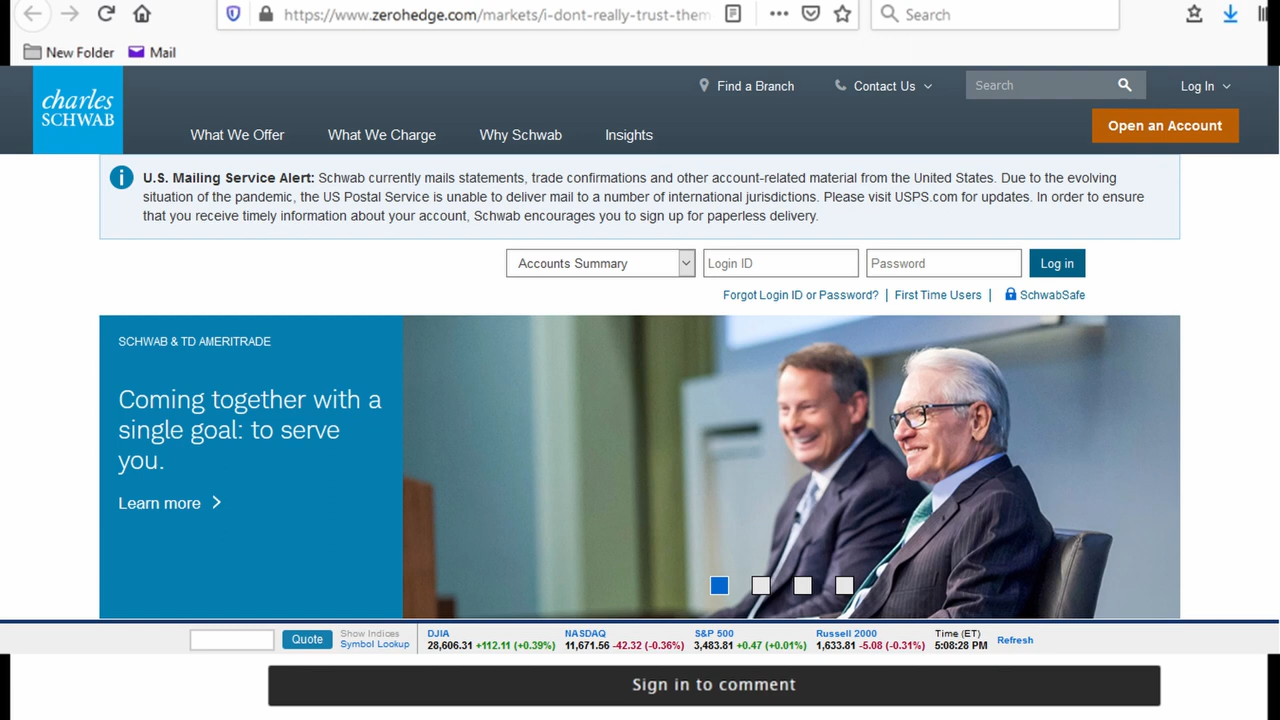 https://www.zerohedge.com/markets/i-dont-really-trust-them
Search
New Folder
Mail
charles
SCHWAB
Find a Branch
Contact Us
Search
Log In
What We Offer
What We Charge
Why Schwab
Insights
Open an Account
U.S. Mailing Service Alert: Schwab currently mails statements, trade confirmations and other account-related material from the United States. Due to the evolving
situation of the pandemic, the US Postal Service is unable to deliver mail to a number of international jurisdictions. Please visit USPS.com for updates. In order to ensure
that you receive timely information about your account, Schwab encourages you to sign up for paperless delivery.
Accounts Summary
Login ID
Password
Log in
Forgot Login ID or Password? | First Time Users | SchwabSafe
SCHWAB & TD AMERITRADE
Coming together with a
single goal: to serve
you.
Learn more
Quote
Show Indices
Symbol Lookup
DJIA
28,606.31 +112.11 (+0.39%)
NASDAQ
11,671.56 -42.32 (-0.36%)
S&P 500
3,483.81 +0.47 (+0.01%)
Russell 2000
1,633.81 -5.08 (-0.31%)
Time (ET)
5:08:28 PM
Refresh
Sign in to comment